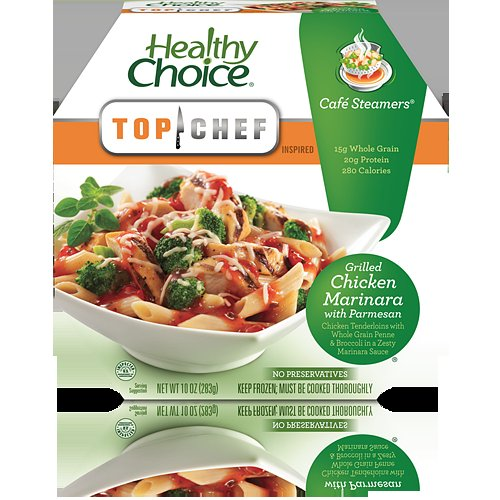 Healthy
Choice®
TOP CHEF
INSPIRED
Café Steamers®
15g Whole Grain
20g Protein
280 Calories
Grilled
Chicken
Marinara
with Parmesan
Chicken Tenderloins with
Whole Grain Penne
& Broccoli in a Zesty
Marinara Sauce
®
NO PRESERVATIVES
Serving
Suggestion
NET WT 10 OZ (283g)
KEEP FROZEN; MUST BE COOKED THOROUGHLY